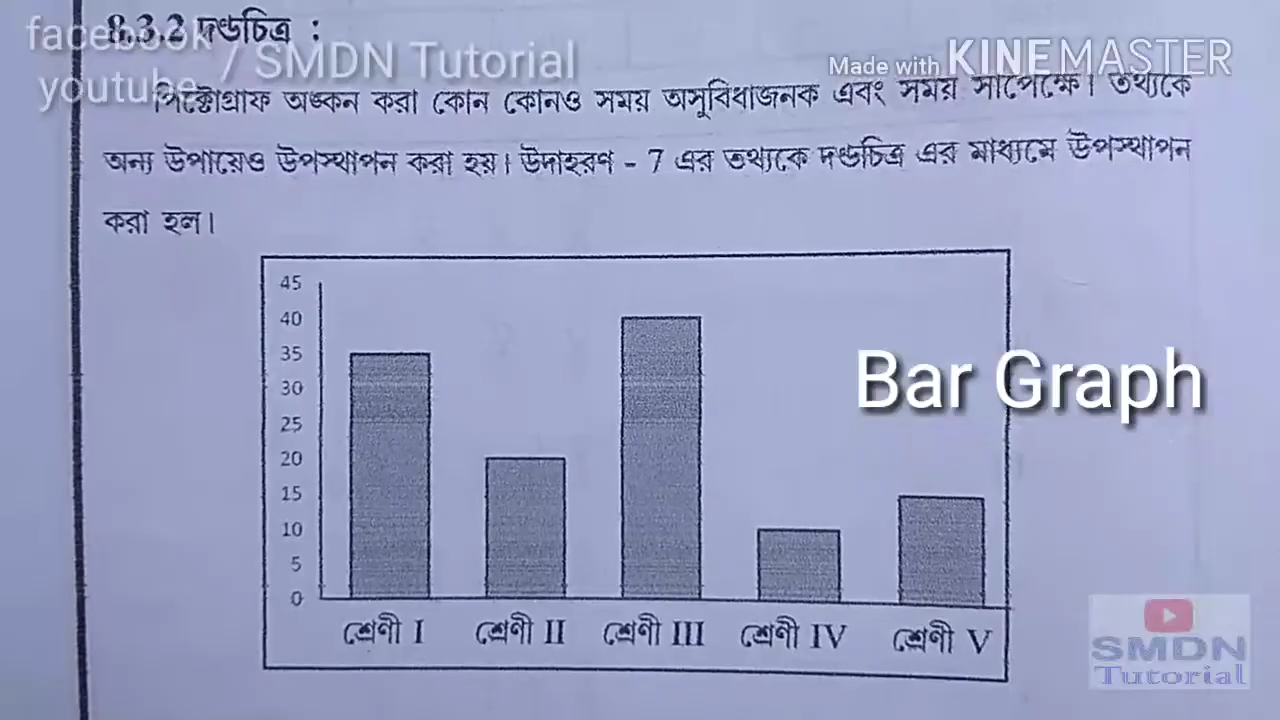 8.3.2 দণ্ডচিত্র :
facebook
youtube / SMDN Tutorial
Made with KINEMASTER
পিক্টোগ্রাফ অঙ্কন করা কোন কোনও সময় অসুবিধাজনক এবং সময় সাপেক্ষে। তথ্যকে
অন্য উপায়েও উপস্থাপন করা হয়। উদাহরণ - 7 এর তথ্যকে দণ্ডচিত্র এর মাধ্যমে উপস্থাপন
করা হল।
45
40
35
30
25
20
15
10
5
0
Bar Graph
শ্রেণী I শ্রেণী II শ্রেণী III শ্রেণী IV শ্রেণী V
SMDN
Tutorial